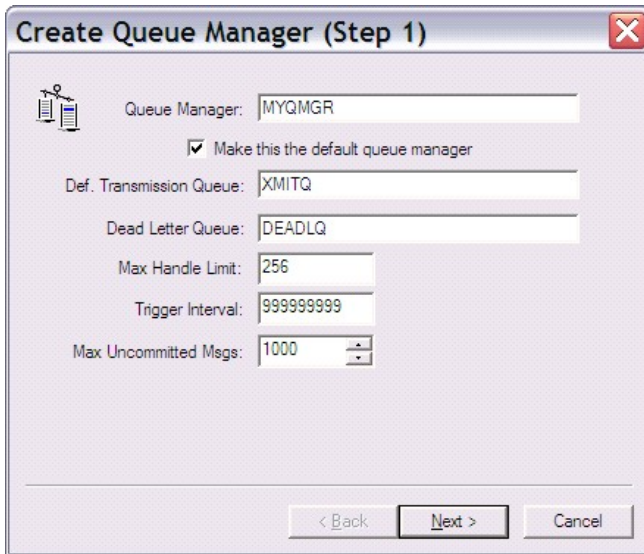 Create Queue Manager (Step 1)
Queue Manager: MYQMGR
Make this the default queue manager
Def. Transmission Queue: XMITQ
Dead Letter Queue: DEADLQ
Max Handle Limit: 256
Trigger Interval: 999999999
Max Uncommitted Msgs: 1000
< Back Next > Cancel